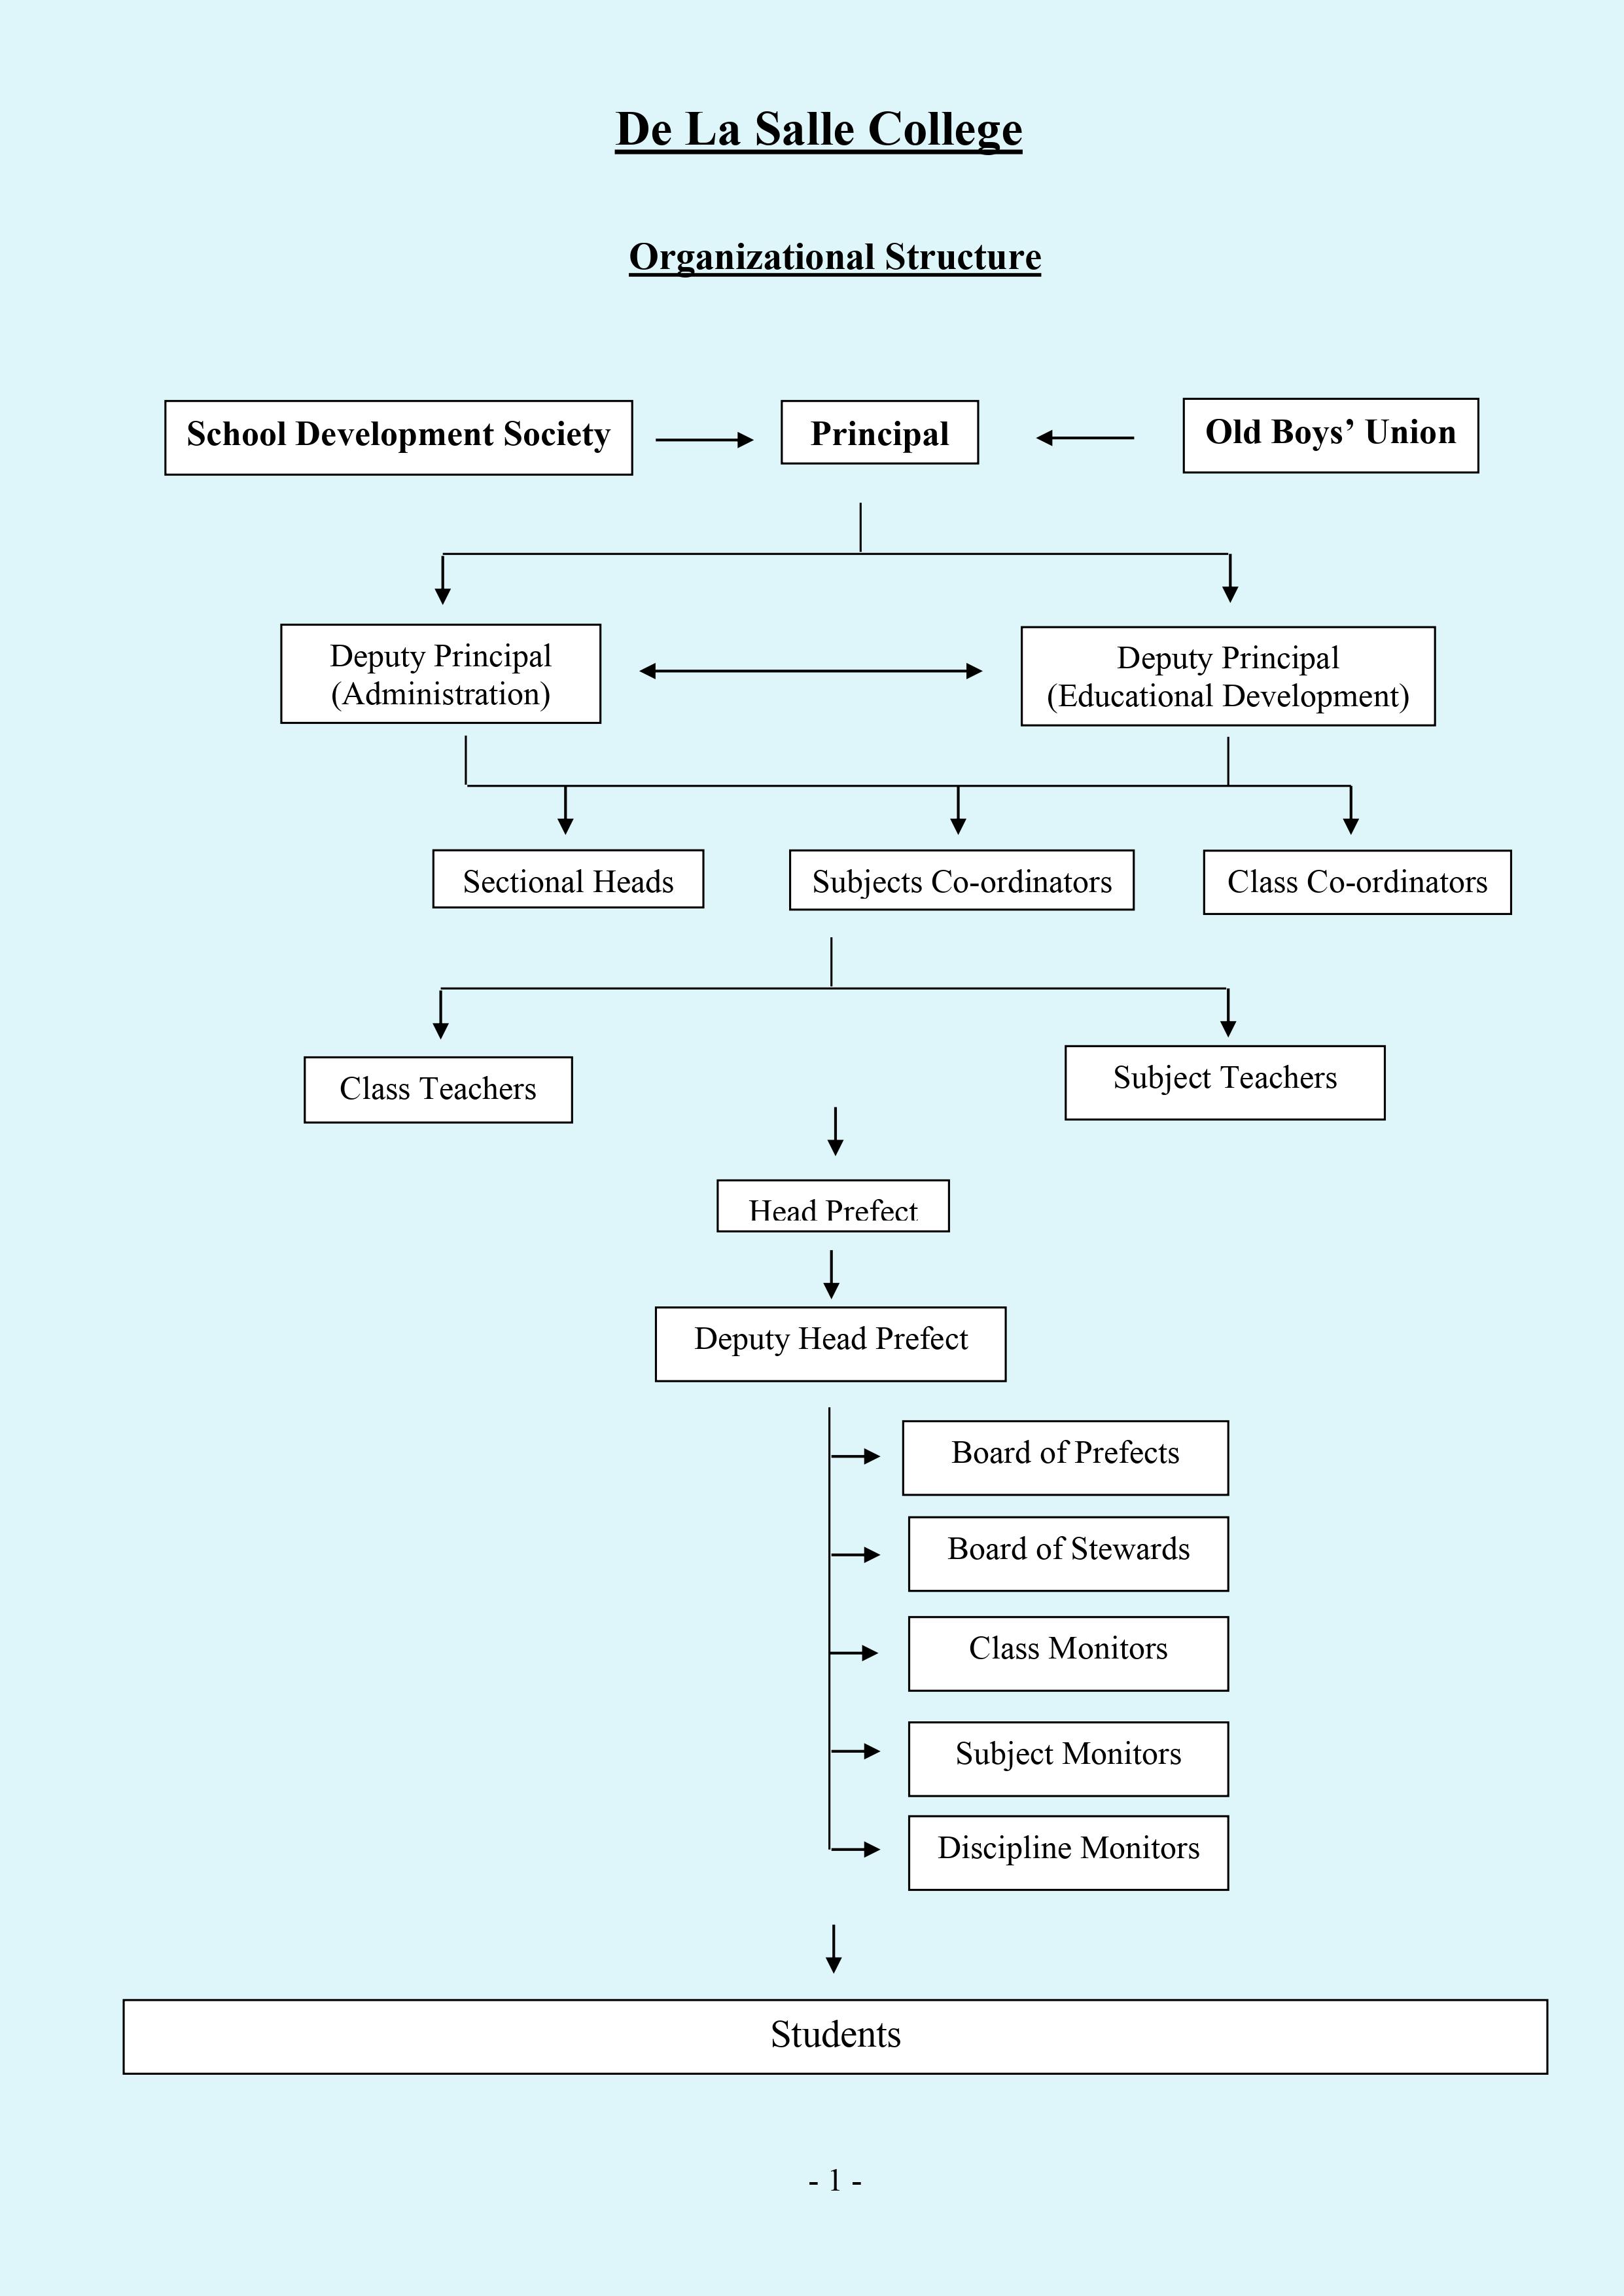 De La Salle College
Organizational Structure
School Development Society
Principal
Old Boys’ Union
Deputy Principal
(Administration)
Deputy Principal
(Educational Development)
Sectional Heads
Subjects Co-ordinators
Class Co-ordinators
Class Teachers
Subject Teachers
Head Prefect
Deputy Head Prefect
Board of Prefects
Board of Stewards
Class Monitors
Subject Monitors
Discipline Monitors
Students
- 1 -